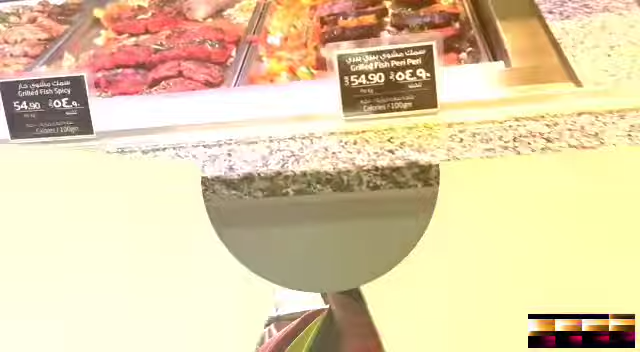 سمك مشوي حار
Grilled Fish Spicy
54.90 ٥٤٫٩٠
Calories / 100gm
سمك مشوي بيري بيري
Grilled Fish Peri Peri
SAR 54.90 ٥٤٫٩٠
Calories / 100gm